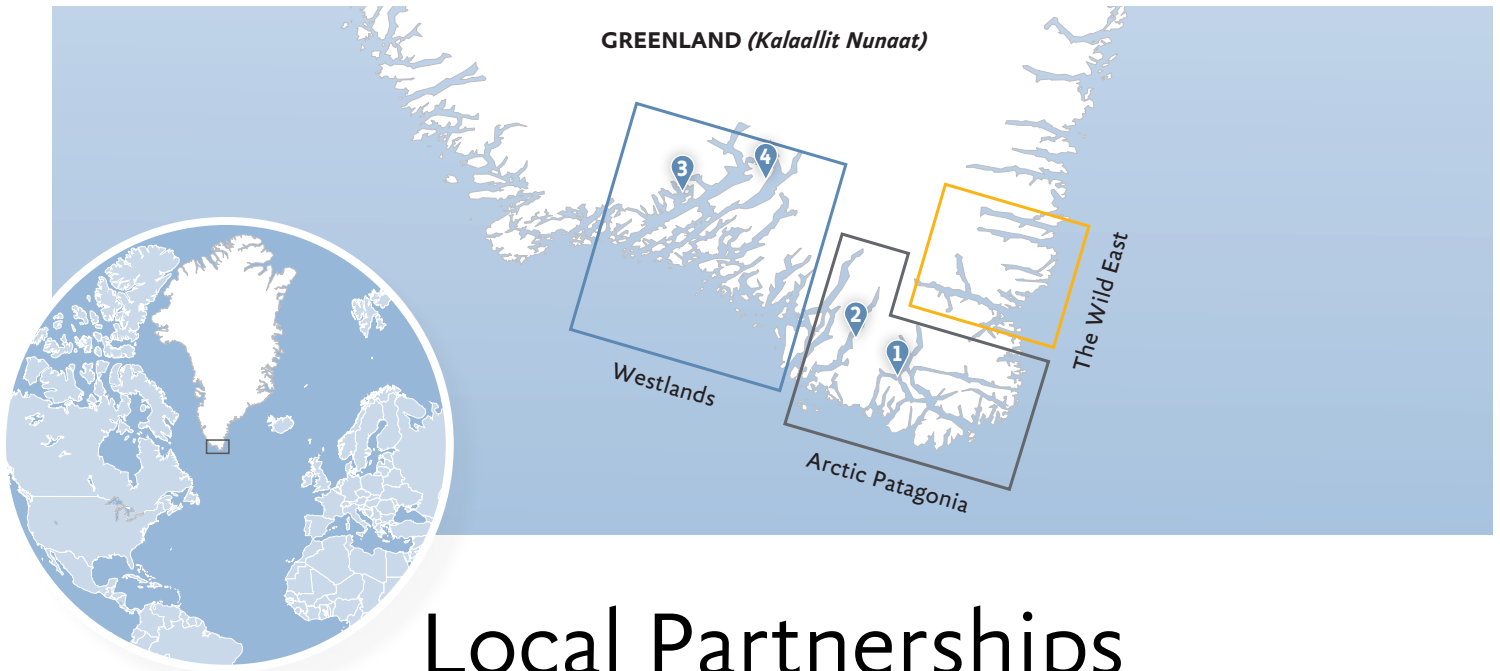 GREENLAND (Kalaallit Nunaat)
3
4
2
1
The Wild East
Westlands
Arctic Patagonia
Local Partnerships